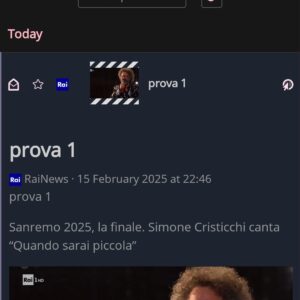 Today
Rai
prova 1
prova 1
Rai RaiNews · 15 February 2025 at 22:46
prova 1
Sanremo 2025, la finale. Simone Cristicchi canta
“Quando sarai piccola”
Rai 1 HD